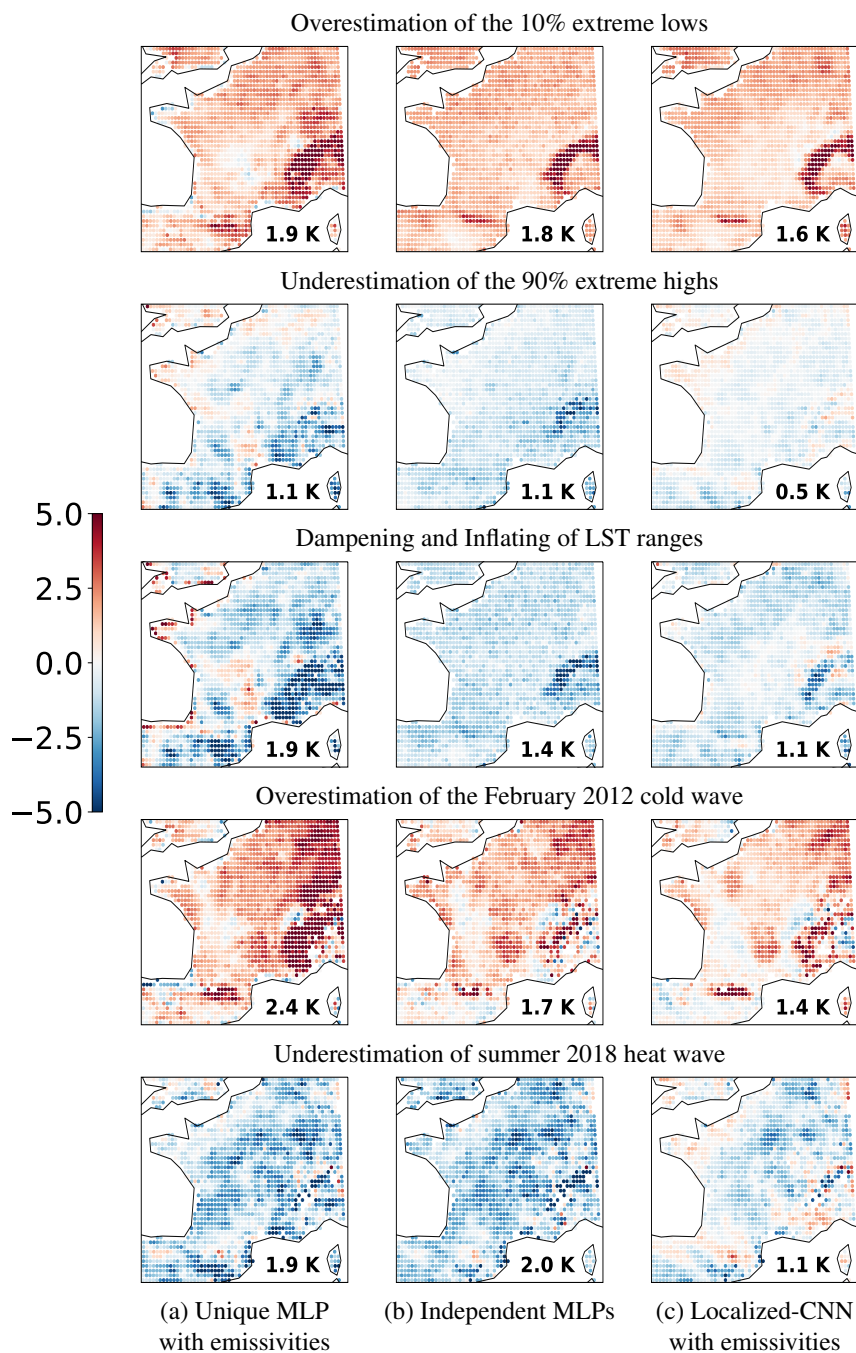 Overestimation of the 10% extreme lows
1.9 K
1.8 K
1.6 K
Underestimation of the 90% extreme highs
1.1 K
1.1 K
0.5 K
5.0
2.5
0.0
−2.5
−5.0
Dampening and Inflating of LST ranges
1.9 K
1.4 K
1.1 K
Overestimation of the February 2012 cold wave
2.4 K
1.7 K
1.4 K
Underestimation of summer 2018 heat wave
1.9 K
2.0 K
1.1 K
(a) Unique MLP
with emissivities
(b) Independent MLPs
(c) Localized-CNN
with emissivities